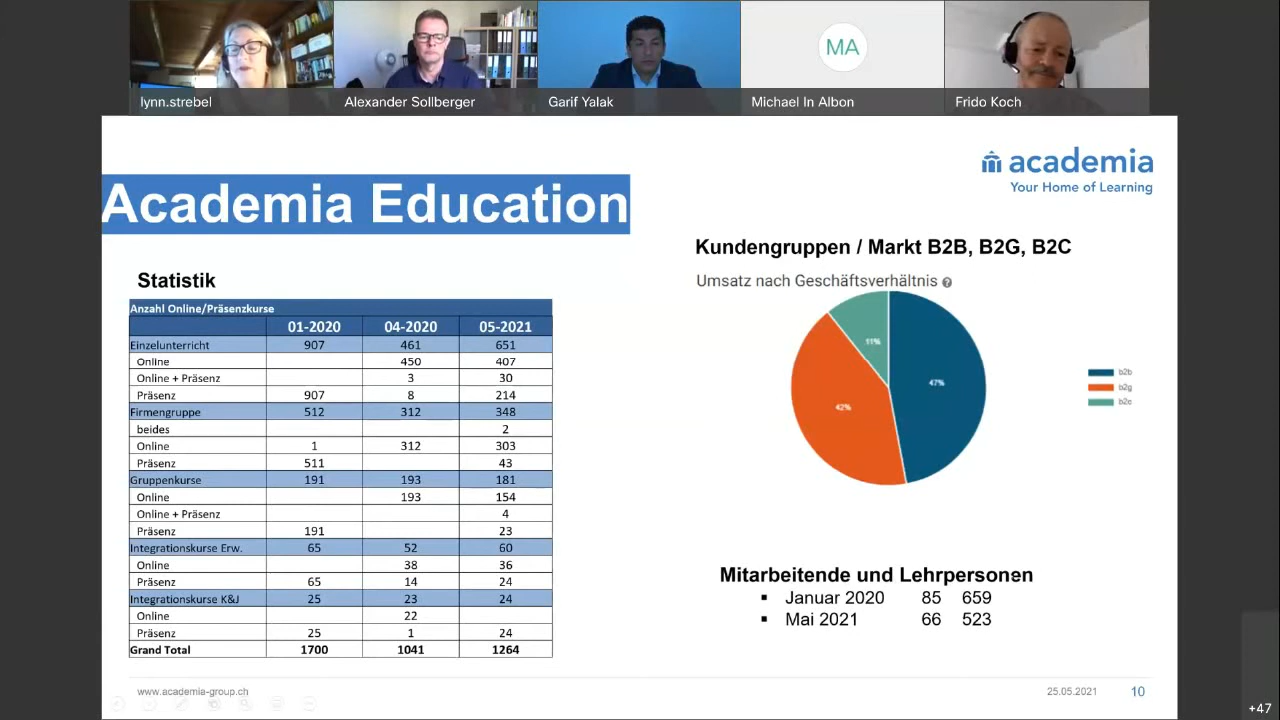 MA
lynn.strebel
Alexander Sollberger
Garif Yalak
Michael In Albon
Frido Koch
academia
Your Home of Learning
Academia Education
Statistik
Anzahl Online/Präsenzkurse
01-2020 04-2020 05-2021
Einzelunterricht 907 461 651
Online 450 407
Online + Präsenz 3 30
Präsenz 907 8 214
Firmengruppe 512 312 348
beides 2
Online 1 312 303
Präsenz 511 43
Gruppenkurse 191 193 181
Online 193 154
Online + Präsenz 4
Präsenz 191 23
Integrationskurse Erw. 65 52 60
Online 38 36
Präsenz 65 14 24
Integrationskurse K&J 25 23 24
Online 22
Präsenz 25 1 24
Grand Total 1700 1041 1264
Kundengruppen / Markt B2B, B2G, B2C
Umsatz nach Geschäftsverhältnis ?
11%
47%
42%
b2b
b2g
b2c
Mitarbeitende und Lehrpersonen
▪ Januar 2020 85 659
▪ Mai 2021 66 523
www.academia-group.ch
25.05.2021 10
+47